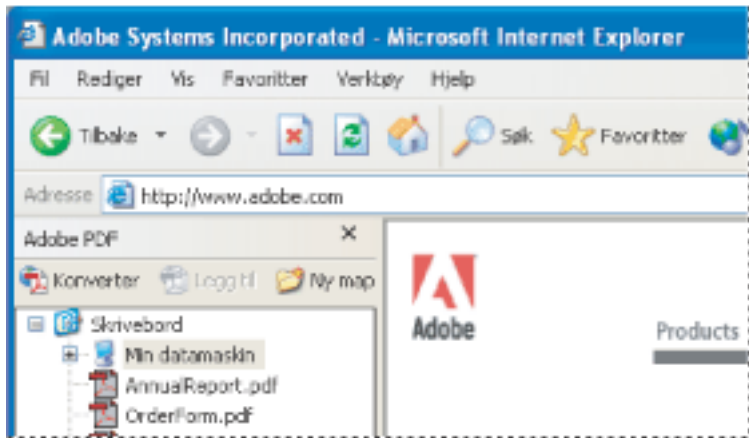 Adobe Systems Incorporated - Microsoft Internet Explorer
Fil Rediger Vis Favoritter Verktøy Hjelp
Tilbake Søk Favoritter
Adresse http://www.adobe.com
Adobe PDF
Konverter Legg til Ny map
Skrivebord
Min datamaskin
AnnualReport.pdf
OrderForm.pdf
Adobe
Products